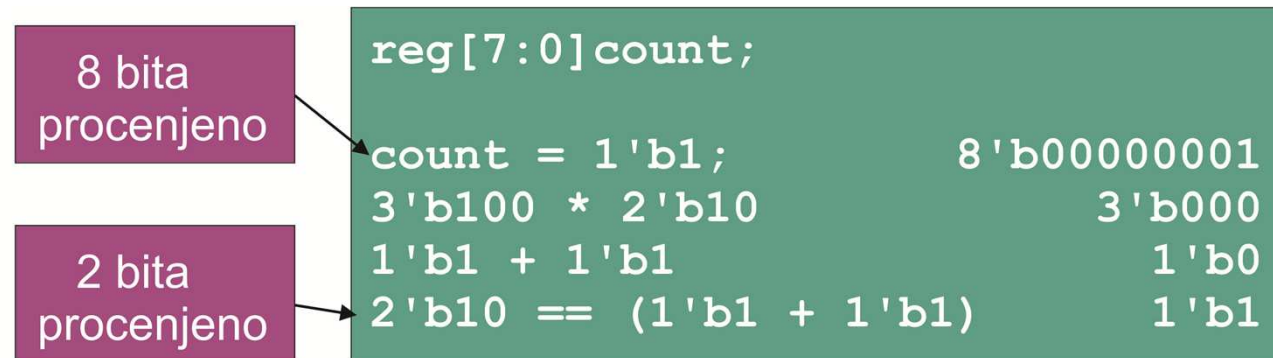 8 bita
procenjeno
2 bita
procenjeno
reg[7:0]count;
count = 1'b1; 8'b00000001
3'b100 * 2'b10 3'b000
1'b1 + 1'b1 1'b0
2'b10 == (1'b1 + 1'b1) 1'b1